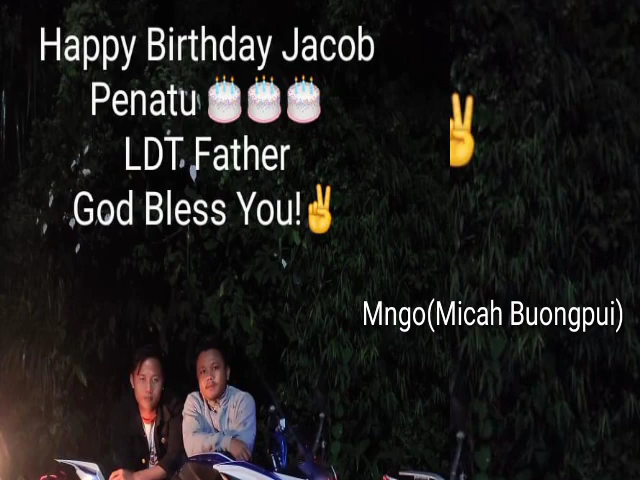 Happy Birthday Jacob
Penatu 🎂🎂🎂
LDT Father
God Bless You!✌
✌
Mngo(Micah Buongpui)